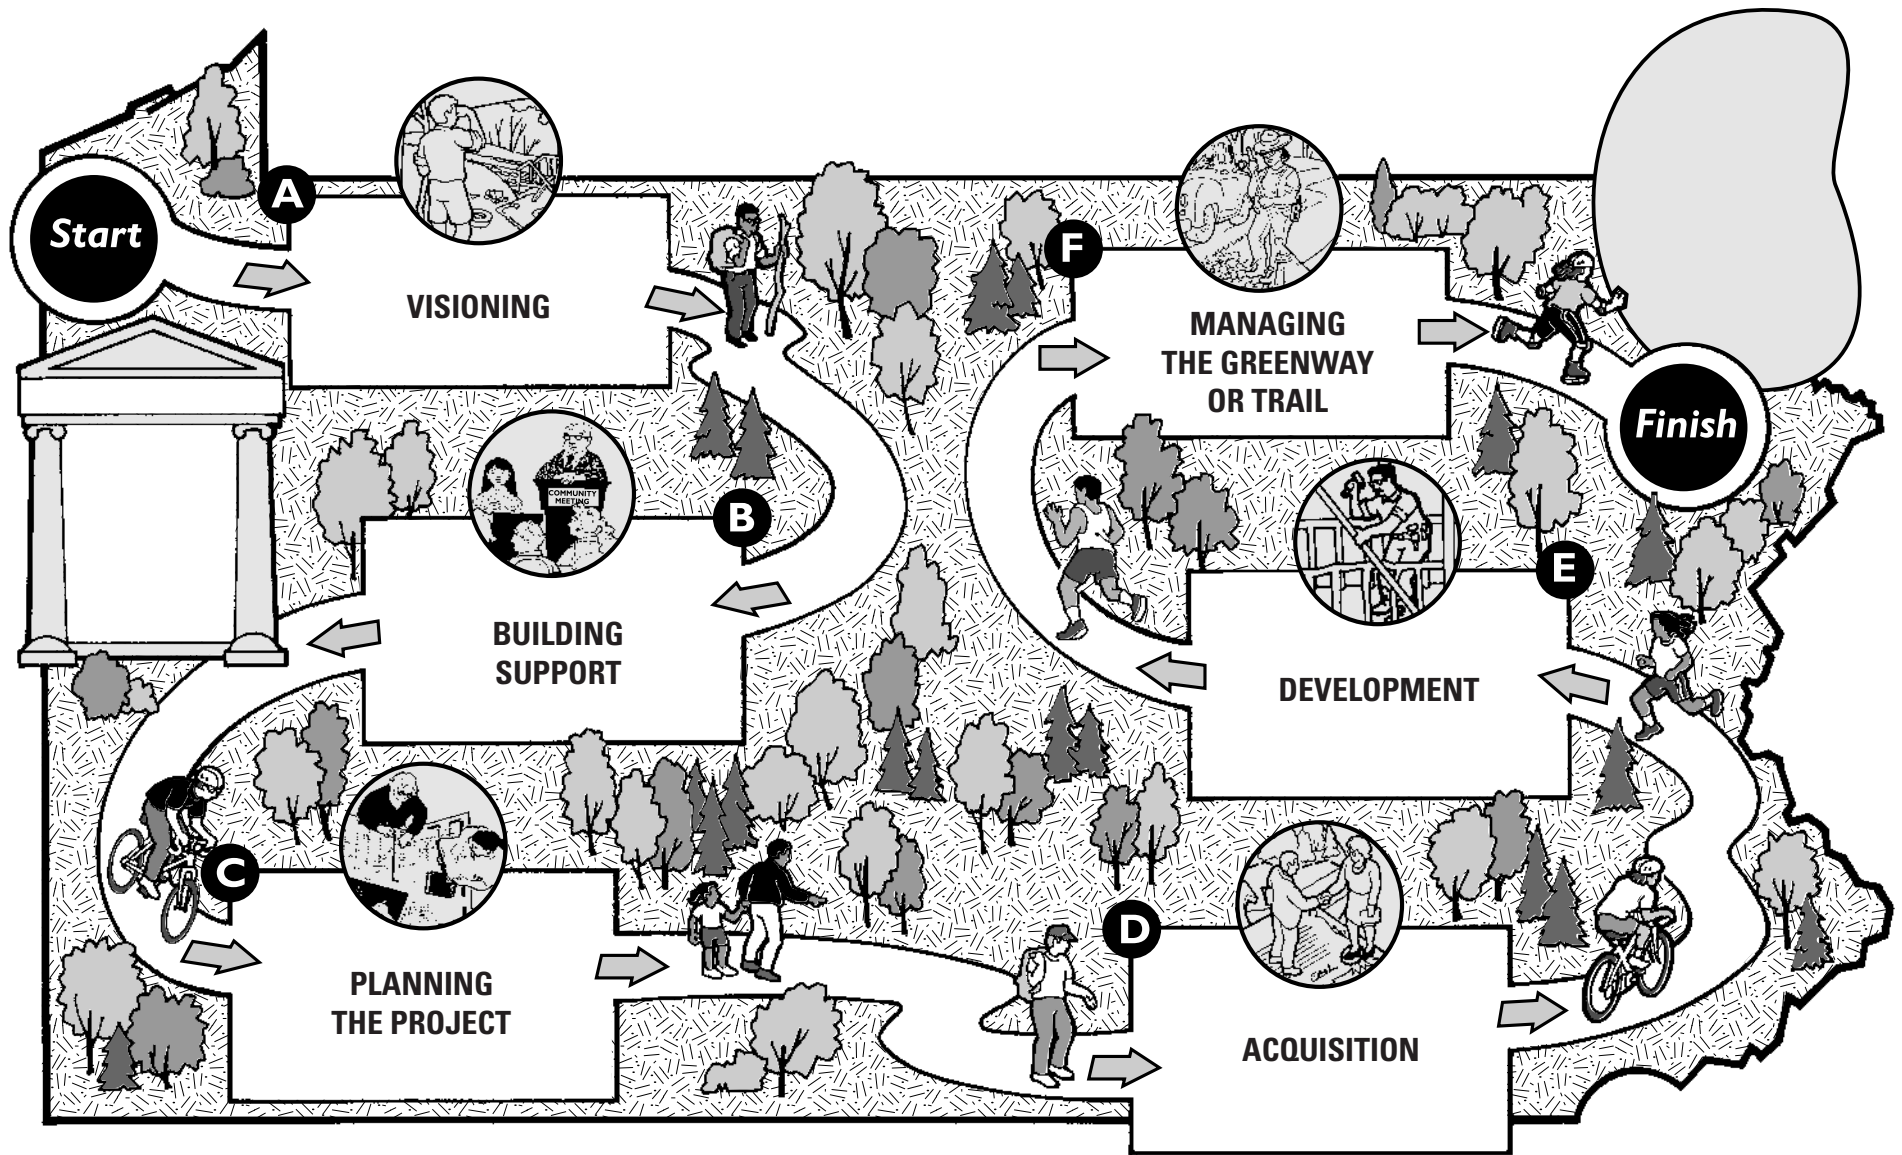 Start
A
VISIONING
COMMUNITY
MEETING
B
BUILDING
SUPPORT
C
PLANNING
THE PROJECT
D
ACQUISITION
E
DEVELOPMENT
F
MANAGING
THE GREENWAY
OR TRAIL
Finish